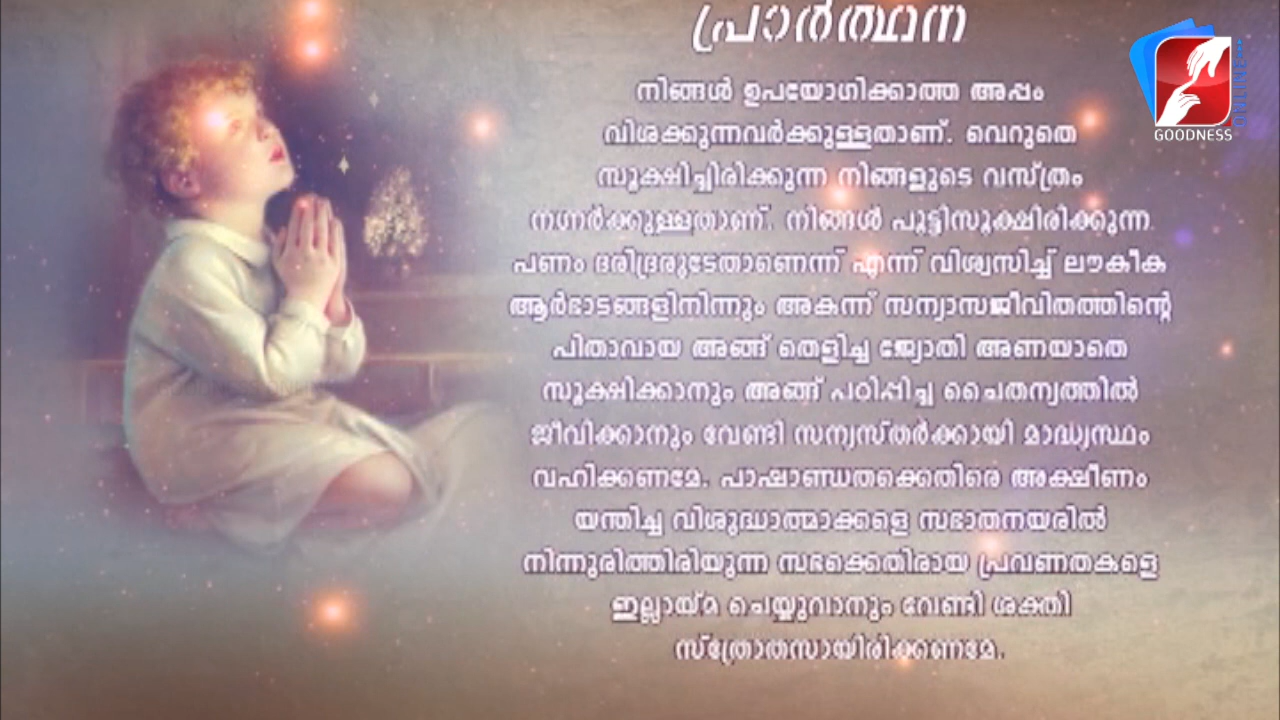 പ്രാർത്ഥന
നിങ്ങൾ ഉപയോഗിക്കാത്ത അപ്പം
വിശക്കുന്നവർക്കുള്ളതാണ്. വെറുതെ
സൂക്ഷിച്ചിരിക്കുന്ന നിങ്ങളുടെ വസ്ത്രം
നഗ്നർക്കുള്ളതാണ്. നിങ്ങൾ പൂട്ടിസൂക്ഷിരിക്കുന്ന
പണം ദരിദ്രരുടേതാണെന്ന് എന്ന് വിശ്വസിച്ച് ലൗകീക
ആർഭാടങ്ങളിനിന്നും അകന്ന് സന്യാസജീവിതത്തിന്റെ
പിതാവായ അങ്ങ് തെളിച്ച ജ്യോതി അണയാതെ
സൂക്ഷിക്കാനും അങ്ങ് പഠിപ്പിച്ച ചൈതന്യത്തിൽ
ജീവിക്കാനും വേണ്ടി സന്യസ്തർക്കായി മാദ്ധ്യസ്ഥം
വഹിക്കണമേ. പാഷാണ്ഡതക്കെതിരെ അക്ഷീണം
യന്തിച്ച വിശുദ്ധാത്മാക്കളെ സഭാതനയരിൽ
നിന്നുരിത്തിരിയുന്ന സഭക്കെതിരായ പ്രവണതകളെ
ഇല്ലായ്മ ചെയ്യുവാനും വേണ്ടി ശക്തി
സ്ത്രോതസായിരിക്കണമേ.
GOODNESS